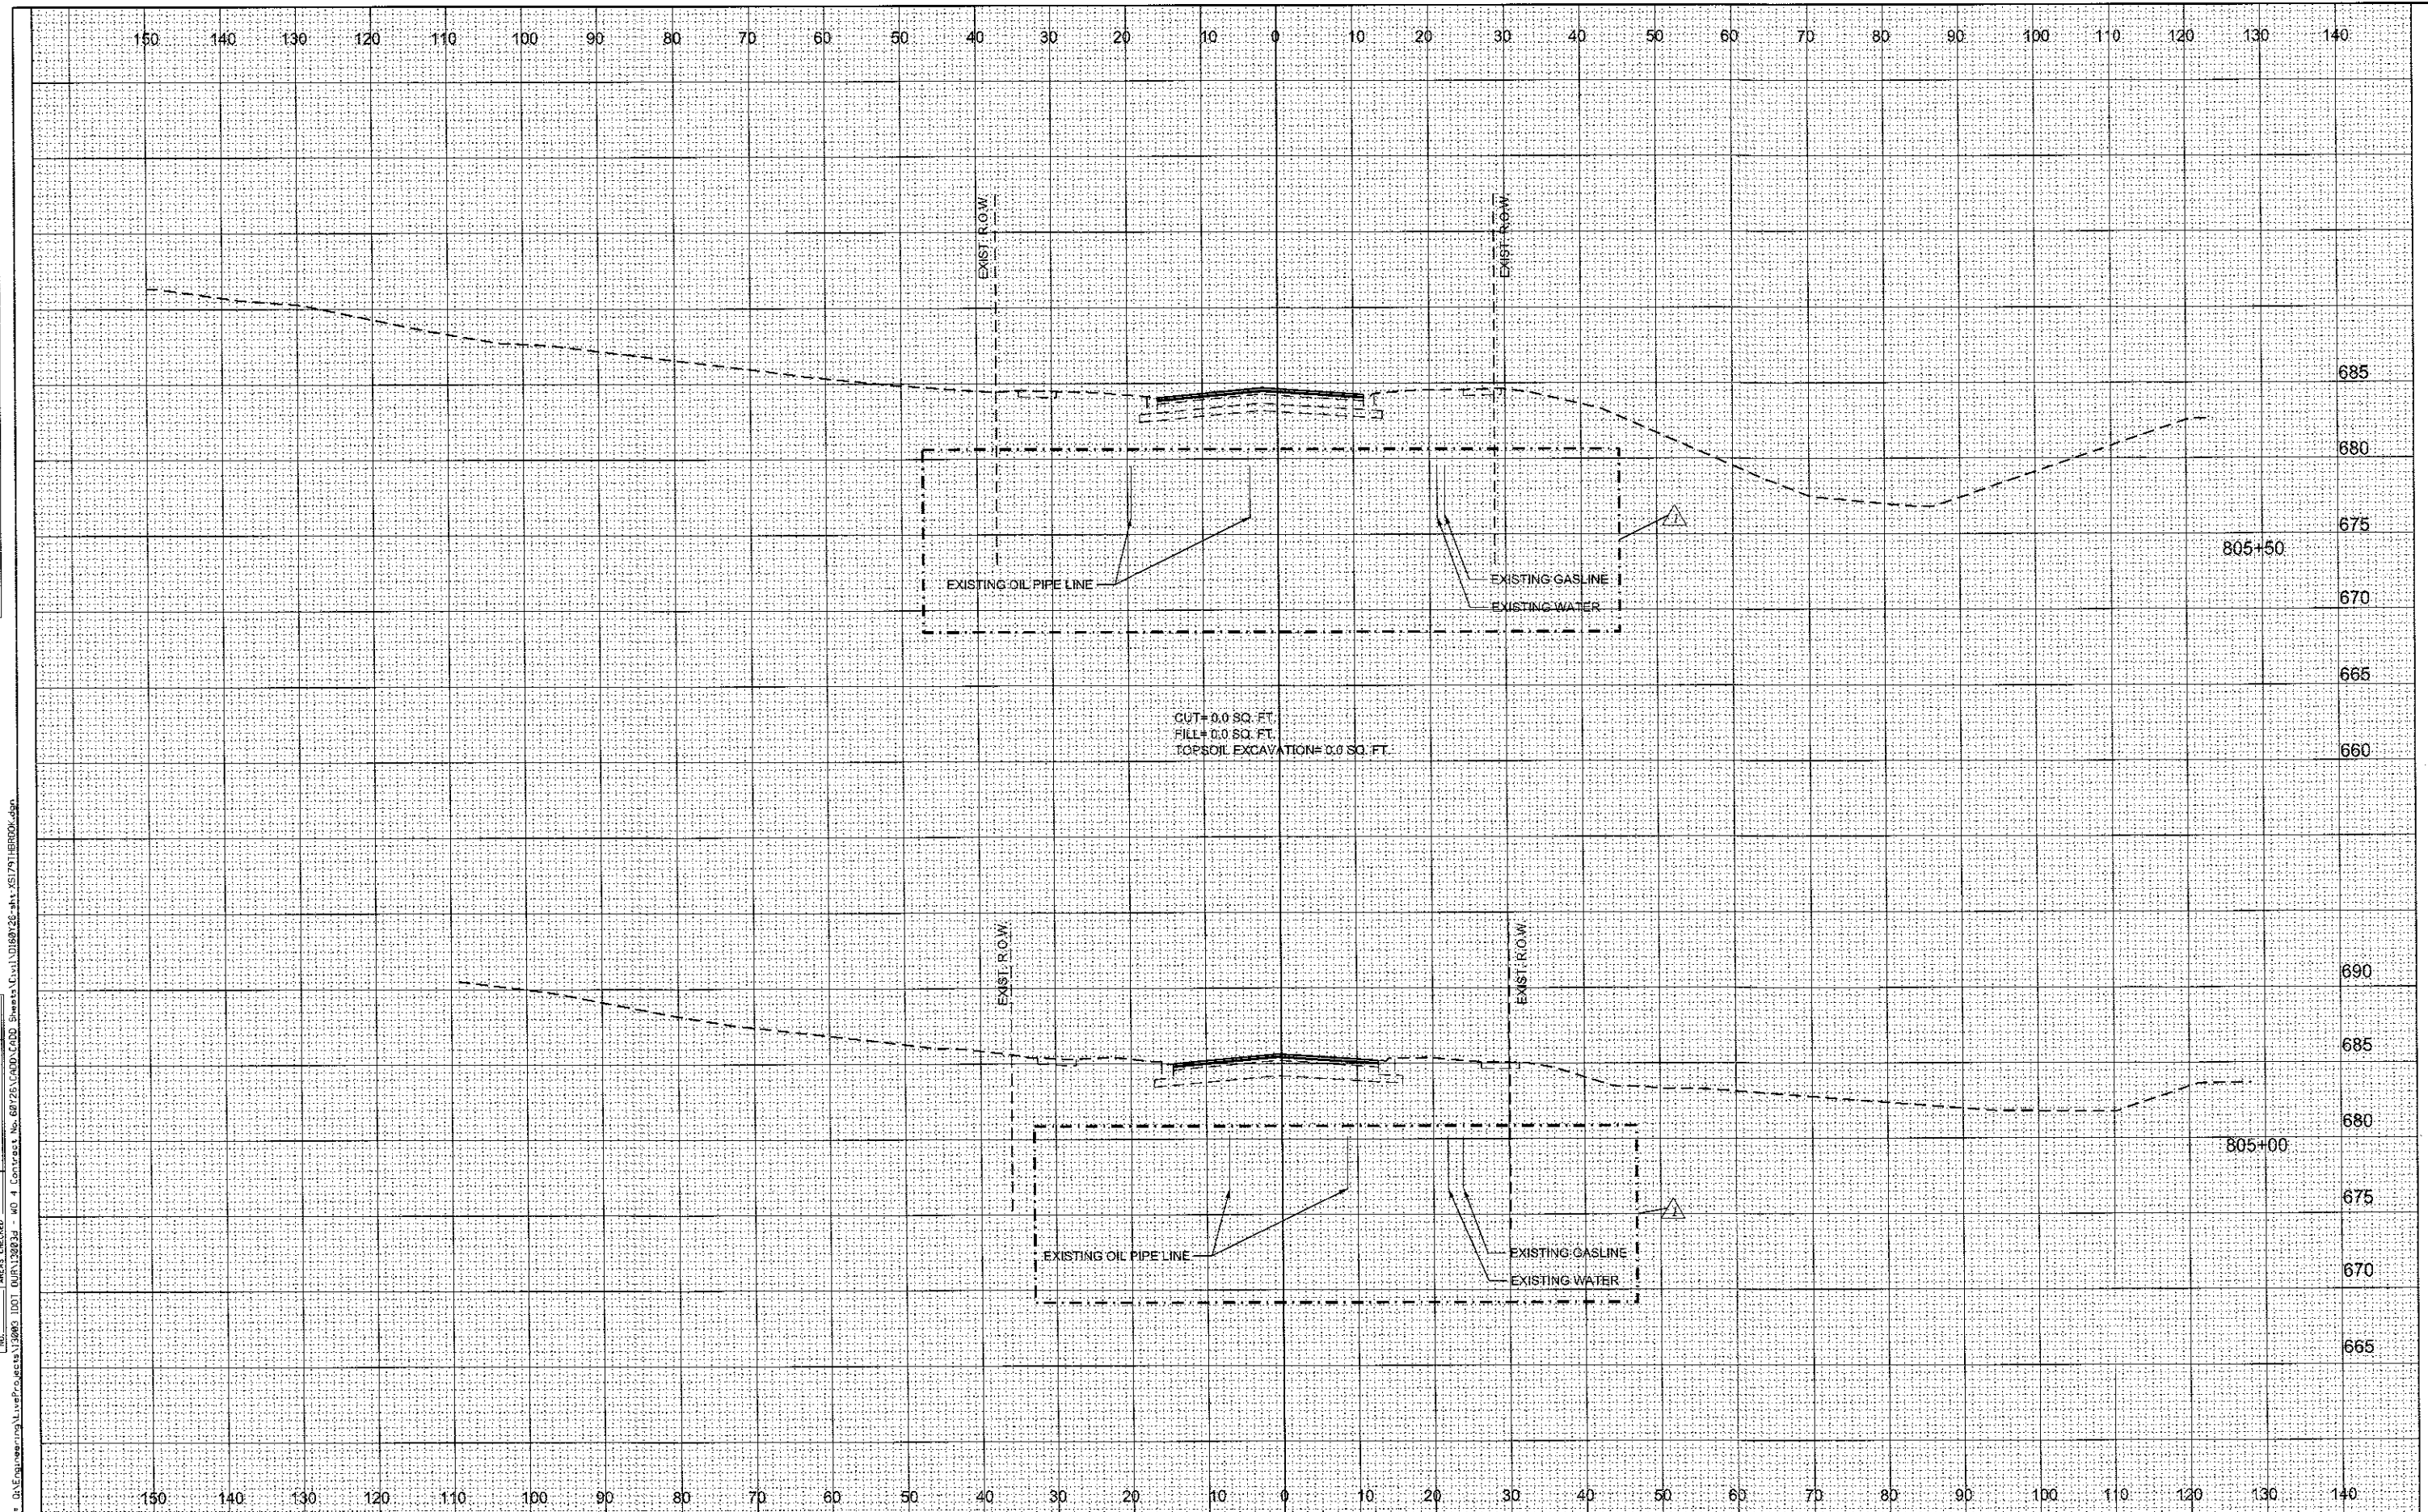 150 140 130 120 110 100 90 80 70 60 50 40 30 20 10 0 10 20 30 40 50 60 70 80 90 100 110 120 130 140
EXIST. R.O.W.
EXIST. R.O.W.
685
680
675
805+50
EXISTING OIL PIPE LINE
EXISTING GASLINE
EXISTING WATER
1
670
665
CUT= 0.0 SQ. FT.
FILL= 0.0 SQ. FT.
TOPSOIL EXCAVATION= 0.0 SQ. FT.
660
EXIST. R.O.W.
EXIST. R.O.W.
690
685
680
805+00
675
1
EXISTING OIL PIPE LINE
EXISTING GASLINE
EXISTING WATER
670
665
150 140 130 120 110 100 90 80 70 60 50 40 30 20 10 0 10 20 30 40 50 60 70 80 90 100 110 120 130 140
NO.
AREAS CHECKED